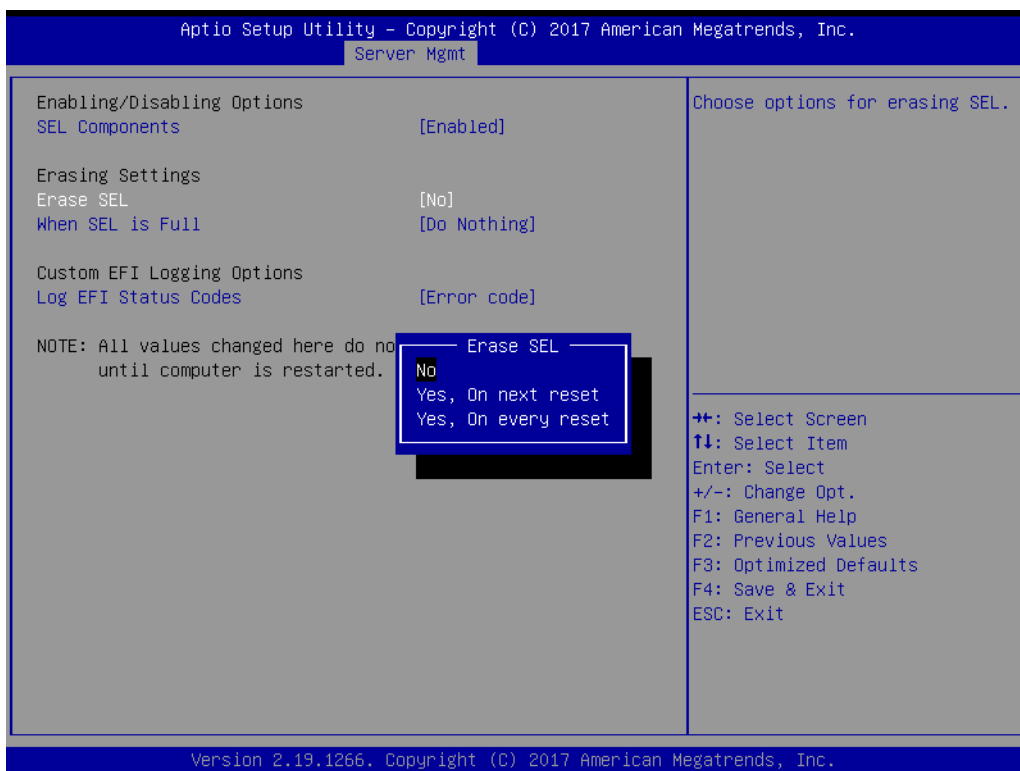 Aptio Setup Utility – Copyright (C) 2017 American Megatrends, Inc.
Server Mgmt
Enabling/Disabling Options
SEL Components [Enabled]
Erasing Settings
Erase SEL [No]
When SEL is Full [Do Nothing]
Custom EFI Logging Options
Log EFI Status Codes [Error code]
NOTE: All values changed here do no
until computer is restarted.
Erase SEL
No
Yes, On next reset
Yes, On every reset
Choose options for erasing SEL.
→←: Select Screen
↑↓: Select Item
Enter: Select
+/-: Change Opt.
F1: General Help
F2: Previous Values
F3: Optimized Defaults
F4: Save & Exit
ESC: Exit
Version 2.19.1266. Copyright (C) 2017 American Megatrends, Inc.